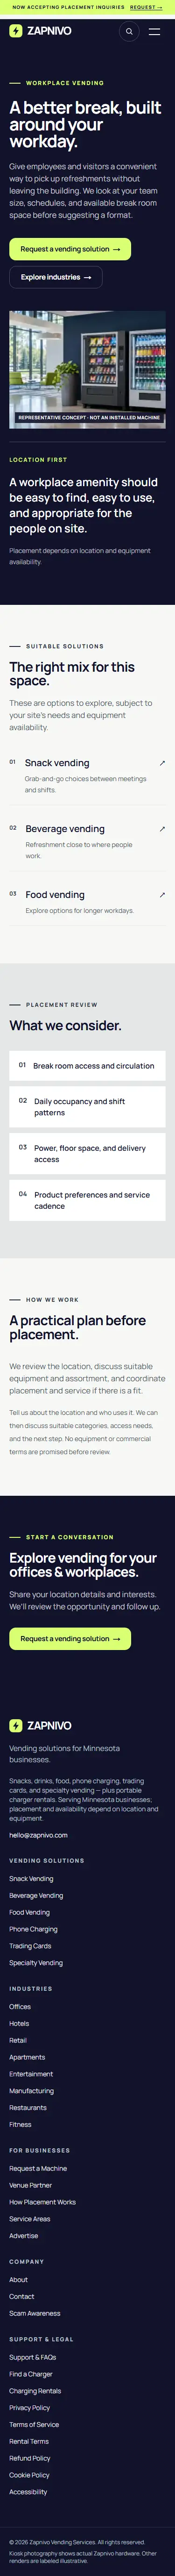 NOW ACCEPTING PLACEMENT INQUIRIES REQUEST →
ZAPNIVO
WORKPLACE VENDING
A better break, built
around your
workday.
Give employees and visitors a convenient
way to pick up refreshments without
leaving the building. We look at your team
size, schedules, and available break room
space before suggesting a format.
Request a vending solution →
Explore industries →
REPRESENTATIVE CONCEPT · NOT AN INSTALLED MACHINE
LOCATION FIRST
A workplace amenity should
be easy to find, easy to use,
and appropriate for the
people on site.
Placement depends on location and equipment
availability.
SUITABLE SOLUTIONS
The right mix for this
space.
These are options to explore, subject to
your site's needs and equipment
availability.
01 Snack vending ↗
Grab-and-go choices between meetings
and shifts.
02 Beverage vending ↗
Refreshment close to where people
work.
03 Food vending ↗
Explore options for longer workdays.
PLACEMENT REVIEW
What we consider.
01 Break room access and circulation
02 Daily occupancy and shift
patterns
03 Power, floor space, and delivery
access
04 Product preferences and service
cadence
HOW WE WORK
A practical plan before
placement.
We review the location, discuss suitable
equipment and assortment, and coordinate
placement and service if there is a fit.
Tell us about the location and who uses it. We can
then discuss suitable categories, access needs,
and the next step. No equipment or commercial
terms are promised before review.
START A CONVERSATION
Explore vending for your
offices & workplaces.
Share your location details and interests.
We'll review the opportunity and follow up.
Request a vending solution →
ZAPNIVO
Vending solutions for Minnesota
businesses.
Snacks, drinks, food, phone charging, trading
cards, and specialty vending — plus portable
charger rentals. Serving Minnesota businesses;
placement and availability depend on location and
equipment.
hello@zapnivo.com
VENDING SOLUTIONS
Snack Vending
Beverage Vending
Food Vending
Phone Charging
Trading Cards
Specialty Vending
INDUSTRIES
Offices
Hotels
Retail
Apartments
Entertainment
Manufacturing
Restaurants
Fitness
FOR BUSINESSES
Request a Machine
Venue Partner
How Placement Works
Service Areas
Advertise
COMPANY
About
Contact
Scam Awareness
SUPPORT & LEGAL
Support & FAQs
Find a Charger
Charging Rentals
Privacy Policy
Terms of Service
Rental Terms
Refund Policy
Cookie Policy
Accessibility
© 2026 Zapnivo Vending Services. All rights reserved.
Kiosk photography shows actual Zapnivo hardware. Other
renders are labeled illustrative.